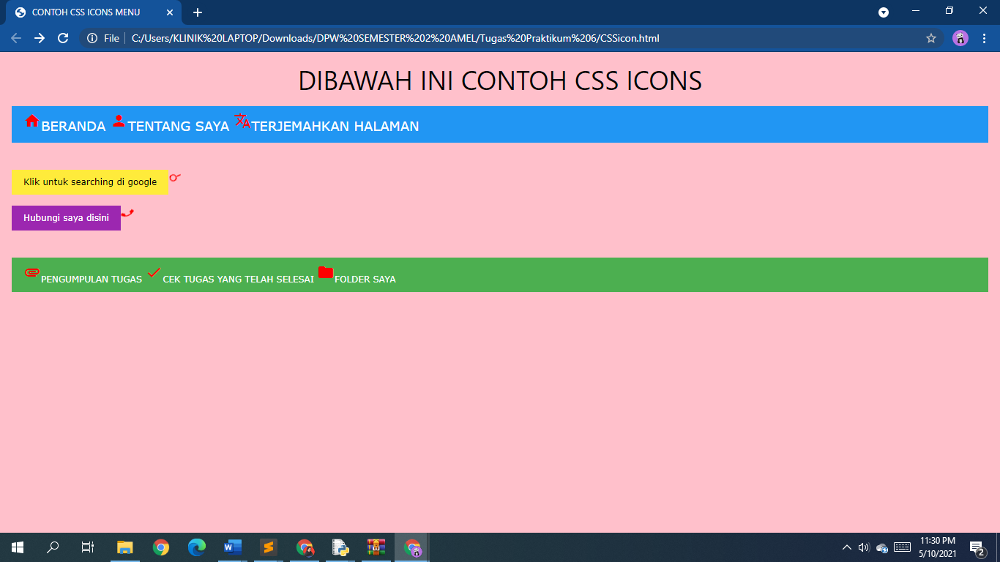 CONTOH CSS ICONS MENU
File C:/Users/KLINIK%20LAPTOP/Downloads/DPW%20SEMESTER%202%20AMEL/Tugas%20Praktikum%206/CSSicon.html
DIBAWAH INI CONTOH CSS ICONS
BERANDA TENTANG SAYA TERJEMAHKAN HALAMAN
Klik untuk searching di google
Hubungi saya disini
PENGUMPULAN TUGAS CEK TUGAS YANG TELAH SELESAI FOLDER SAYA
11:30 PM
5/10/2021
2